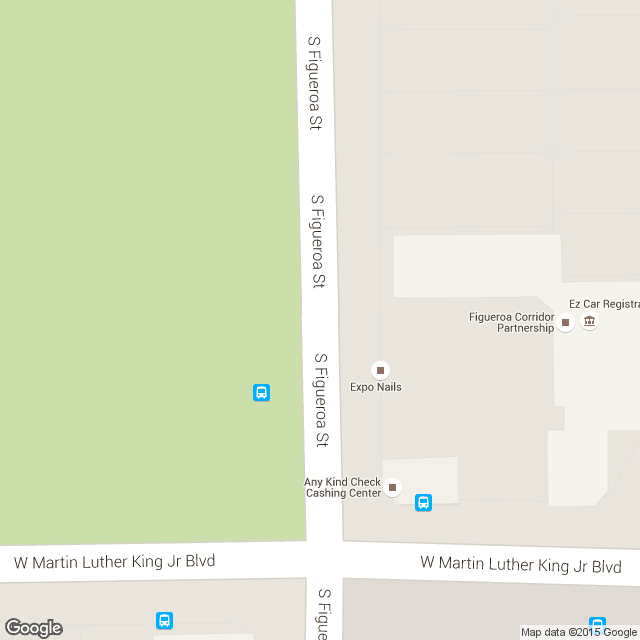 S Figueroa St
S Figueroa St
Ez Car Registra
Figueroa Corridor
Partnership
Expo Nails
S Figueroa St
Any Kind Check
Cashing Center
W Martin Luther King Jr Blvd
W Martin Luther King Jr Blvd
S Figue
Google
Map data ©2015 Google